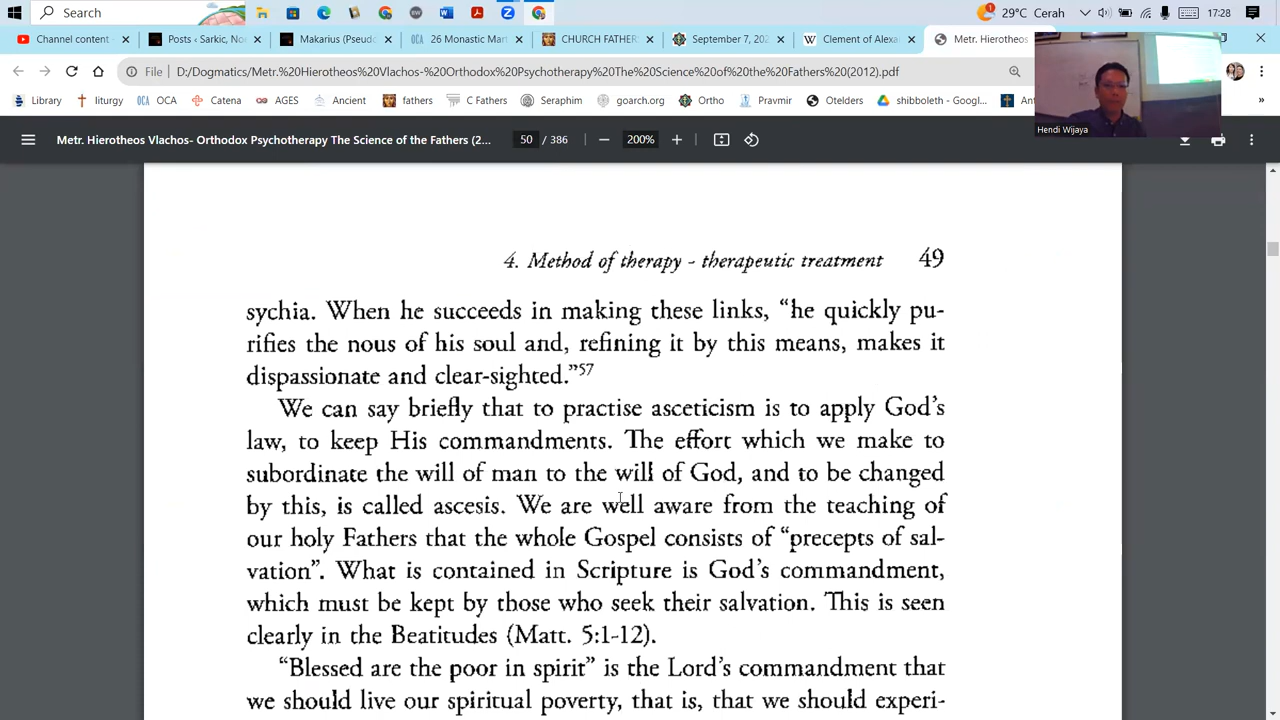 Search
29°C Cerah
17:28
Channel content -
Posts ‹ Sarkic, No
Makarius (Pseudo
26 Monastic Mart
CHURCH FATHER
September 7, 202
Clement of Alexa
Metr. Hierotheos
File
D:/Dogmatics/Metr.%20Hierotheos%20Vlachos-%20Orthodox%20Psychotherapy%20The%20Science%20of%20the%20Fathers%20(2012).pdf
Library
liturgy
OCA
Catena
AGES
Ancient
fathers
C Fathers
Seraphim
goarch.org
Ortho
Pravmir
Otelders
shibboleth - Googl...
Hendi Wijaya
Metr. Hierotheos Vlachos- Orthodox Psychotherapy The Science of the Fathers (2...
50 / 386
200%
4. Method of therapy - therapeutic treatment 49
sychia. When he succeeds in making these links, “he quickly pu-
rifies the nous of his soul and, refining it by this means, makes it
dispassionate and clear-sighted.”57
We can say briefly that to practise asceticism is to apply God’s
law, to keep His commandments. The effort which we make to
subordinate the will of man to the will of God, and to be changed
by this, is called ascesis. We are well aware from the teaching of
our holy Fathers that the whole Gospel consists of “precepts of sal-
vation”. What is contained in Scripture is God’s commandment,
which must be kept by those who seek their salvation. This is seen
clearly in the Beatitudes (Matt. 5:1-12).
“Blessed are the poor in spirit” is the Lord’s commandment that
we should live our spiritual poverty, that is, that we should experi-